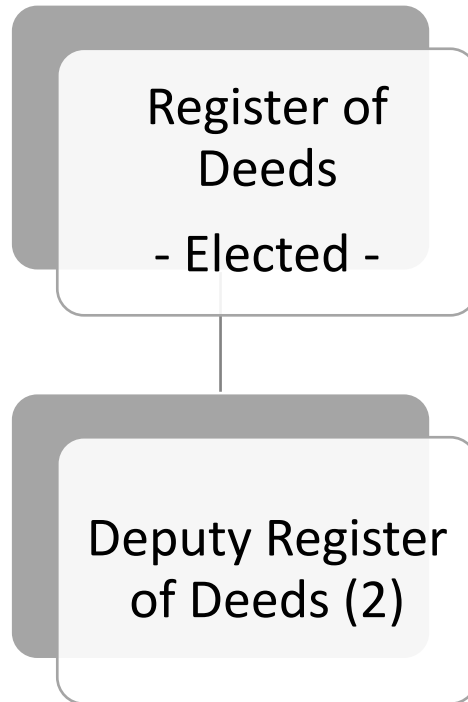 Register of
Deeds
- Elected -
Deputy Register
of Deeds (2)